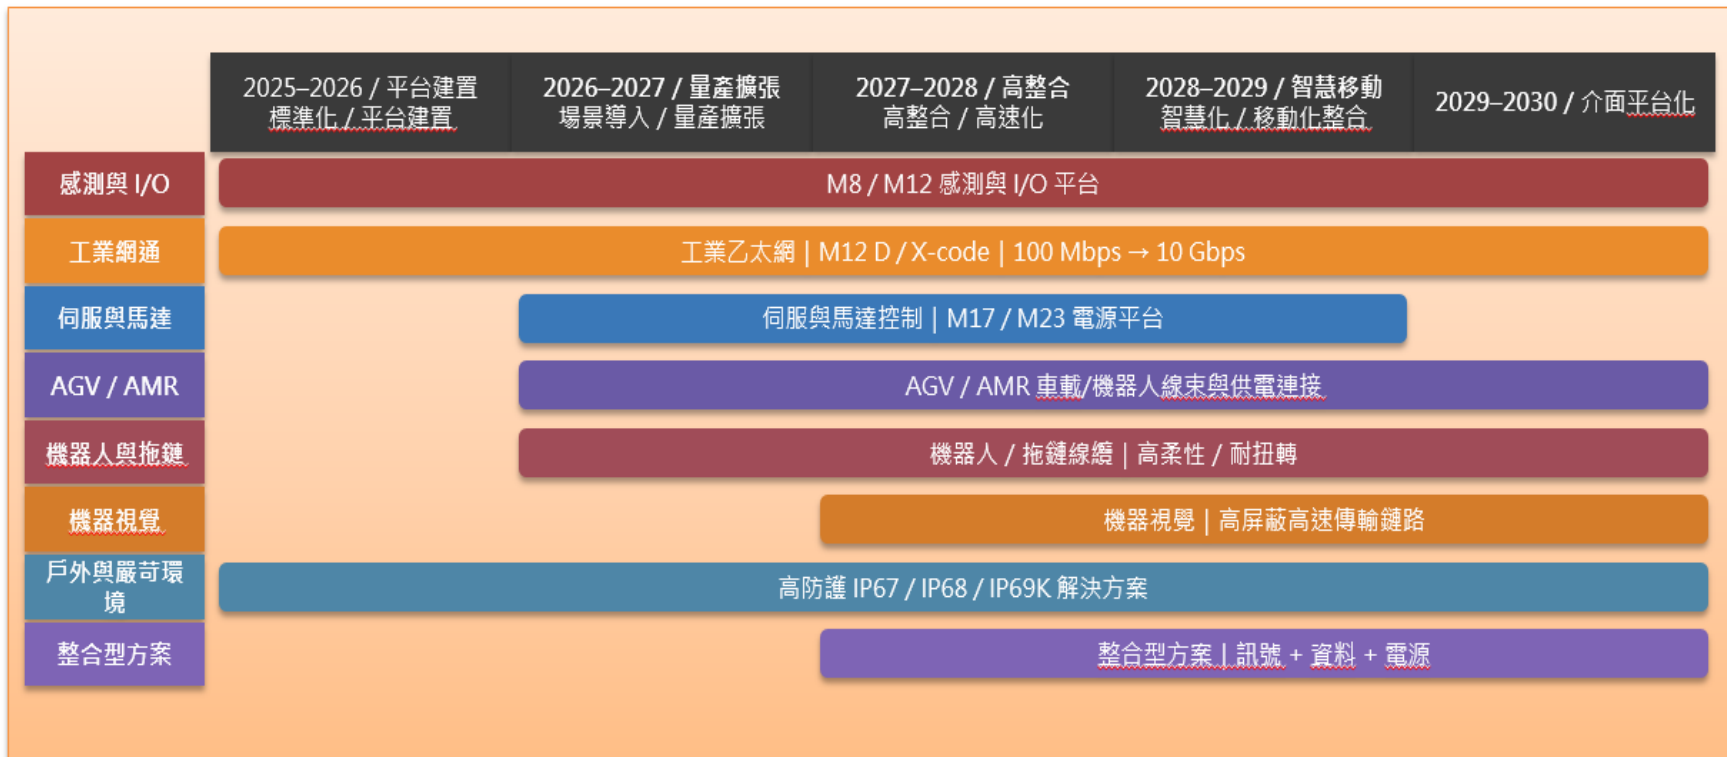 2025–2026 / 平台建置
標準化 / 平台建置
2026–2027 / 量產擴張
場景導入 / 量產擴張
2027–2028 / 高整合
高整合 / 高速化
2028–2029 / 智慧移動
智慧化 / 移動化整合
2029–2030 / 介面平台化
感測與 I/O
M8 / M12 感測與 I/O 平台
工業網通
工業乙太網 | M12 D / X-code | 100 Mbps → 10 Gbps
伺服與馬達
伺服與馬達控制 | M17 / M23 電源平台
AGV / AMR
AGV / AMR 車載/機器人線束與供電連接
機器人與拖鏈
機器人 / 拖鏈線纜 | 高柔性 / 耐扭轉
機器視覺
機器視覺 | 高屏蔽高速傳輸鏈路
戶外與嚴苛環
境
高防護 IP67 / IP68 / IP69K 解決方案
整合型方案
整合型方案 | 訊號 + 資料 + 電源